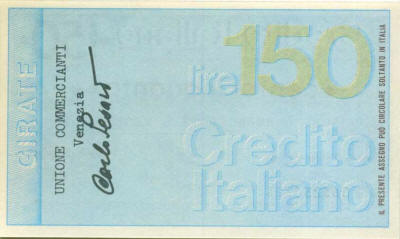 GIRATE
UNIONE COMMERCIANTI
Venezia
lire 150
Credito
Italiano
IL PRESENTE ASSEGNO PUÒ CIRCOLARE SOLTANTO IN ITALIA